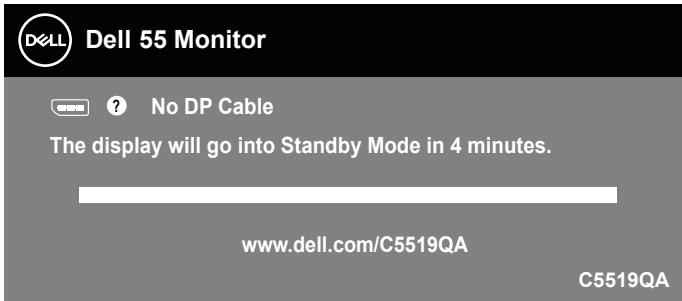 DELL Dell 55 Monitor
? No DP Cable
The display will go into Standby Mode in 4 minutes.
www.dell.com/C5519QA
C5519QA